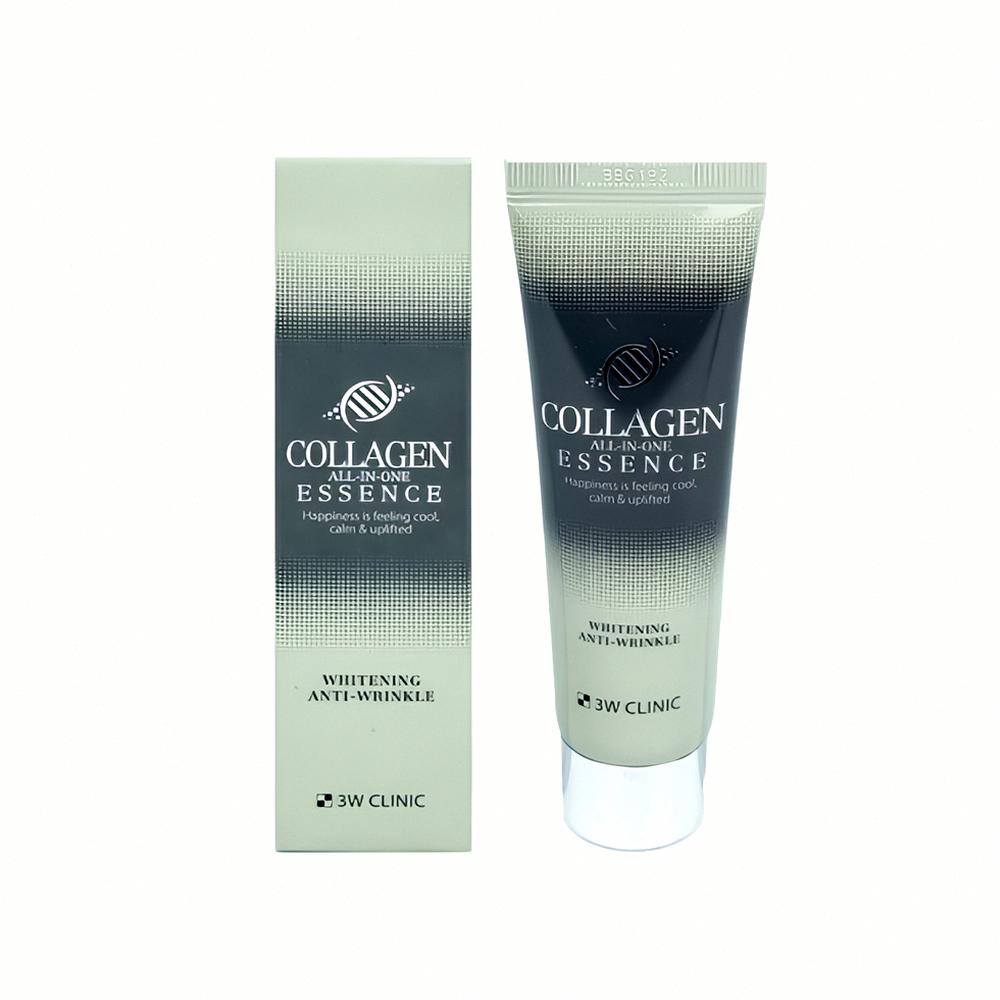 COLLAGEN
ALL-IN-ONE
ESSENCE
Happiness is feeling cool,
calm & uplifted
WHITENING
ANTI-WRINKLE
3W CLINIC
COLLAGEN
ALL-IN-ONE
ESSENCE
Happiness is feeling cool,
calm & uplifted
WHITENING
ANTI-WRINKLE
3W CLINIC